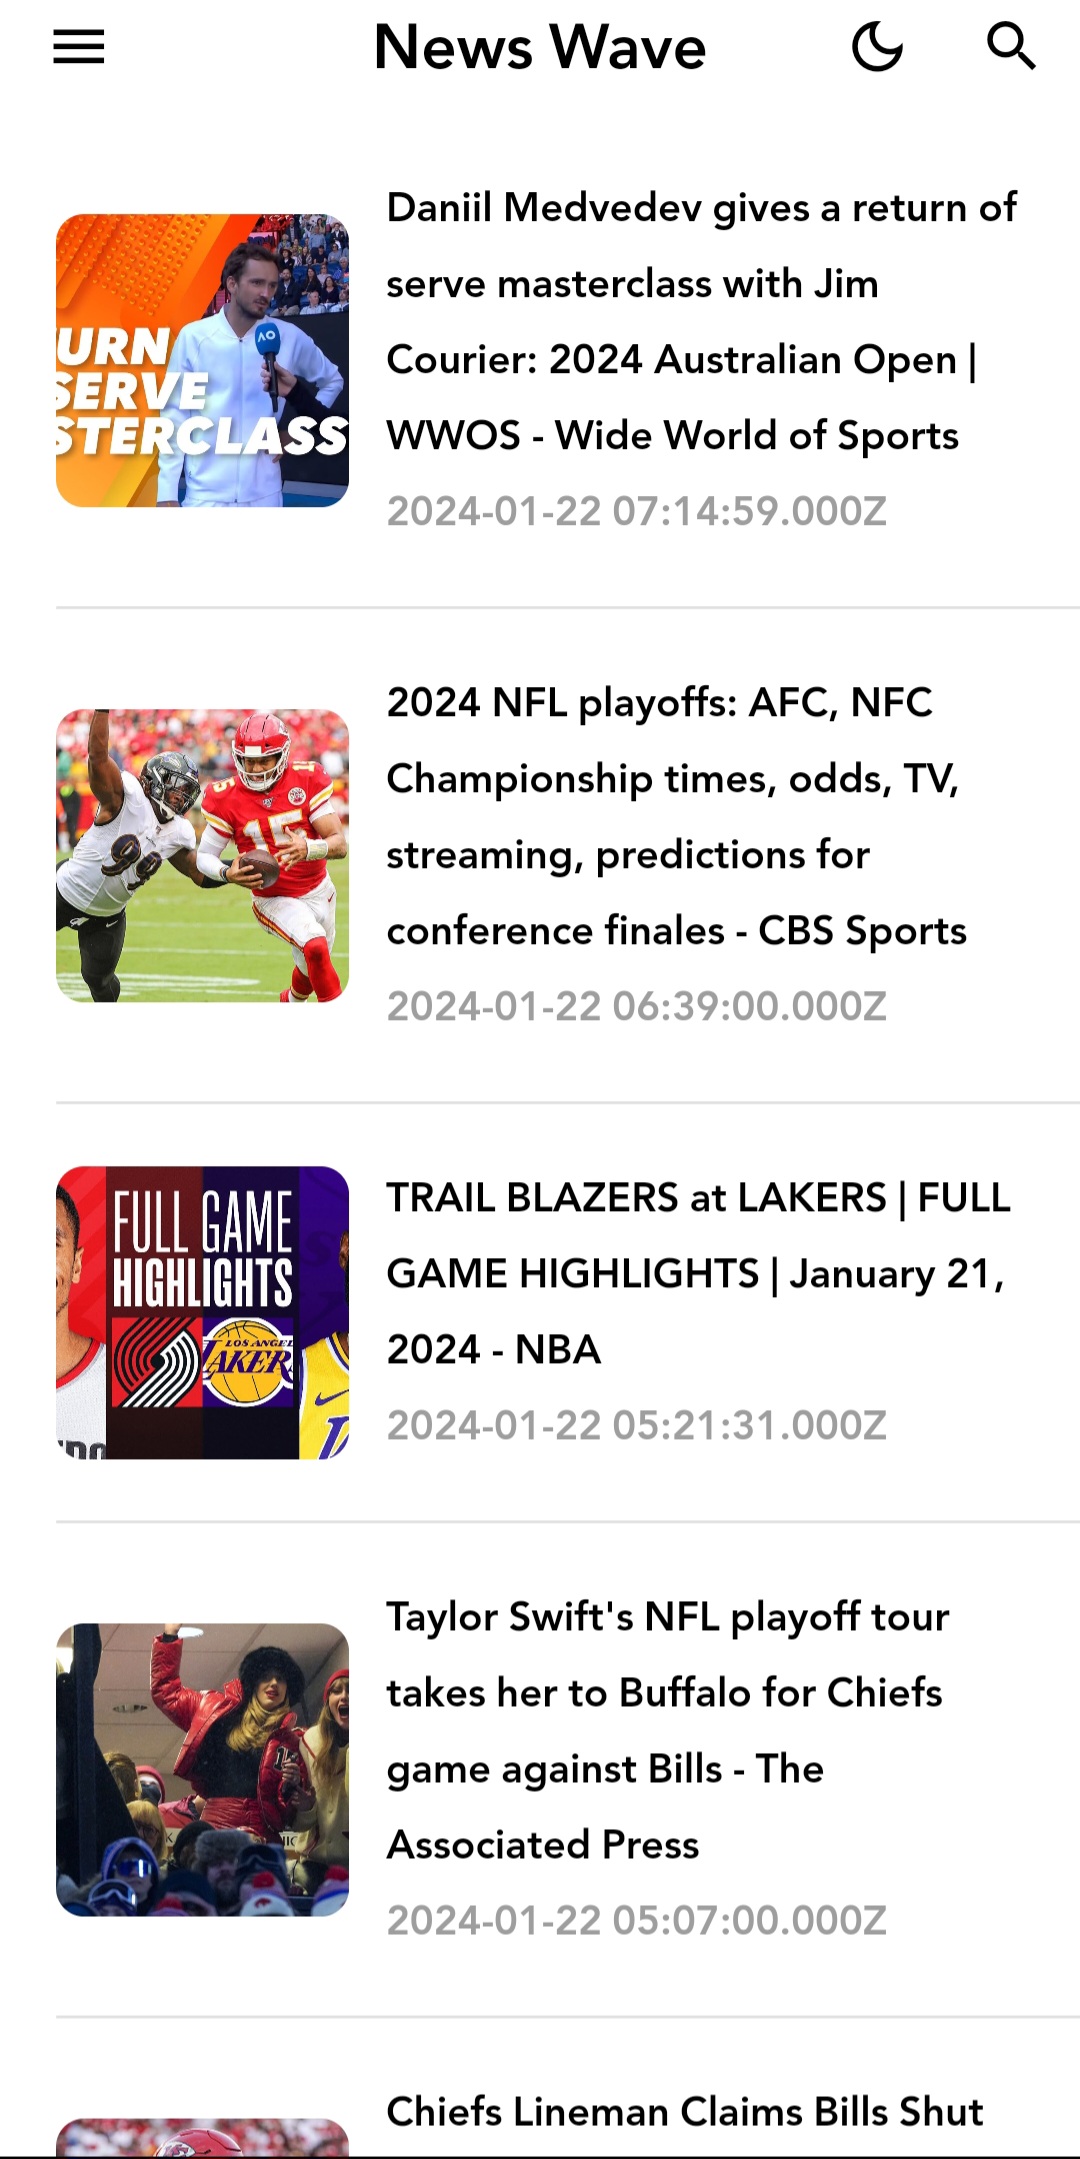 News Wave
Daniil Medvedev gives a return of
serve masterclass with Jim
Courier: 2024 Australian Open |
WWOS - Wide World of Sports
2024-01-22 07:14:59.000Z
URN
SERVE
STERCLASS
AO
2024 NFL playoffs: AFC, NFC
Championship times, odds, TV,
streaming, predictions for
conference finales - CBS Sports
2024-01-22 06:39:00.000Z
15
TRAIL BLAZERS at LAKERS | FULL
GAME HIGHLIGHTS | January 21,
2024 - NBA
2024-01-22 05:21:31.000Z
FULL GAME
HIGHLIGHTS
LOS ANGEL
LAKER
Taylor Swift's NFL playoff tour
takes her to Buffalo for Chiefs
game against Bills - The
Associated Press
2024-01-22 05:07:00.000Z
Chiefs Lineman Claims Bills Shut